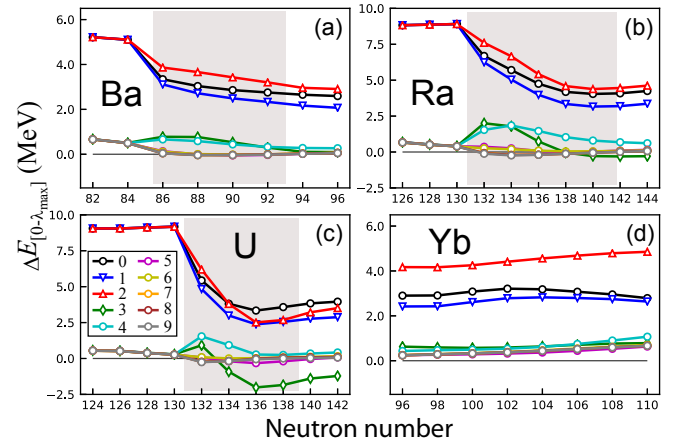 (a)
Ba
6.0
4.0
2.0
0.0
82 84 86 88 90 92 94 96
(b)
Ra
10.0
7.5
5.0
2.5
0.0
−2.5
126 128 130 132 134 136 138 140 142 144
ΔE[0-λmax] (MeV)
(c)
U
10.0
7.5
5.0
2.5
0.0
−2.5
0 5
1 6
2 7
3 8
4 9
124 126 128 130 132 134 136 138 140 142
(d)
Yb
6.0
4.0
2.0
0.0
96 98 100 102 104 106 108 110
Neutron number